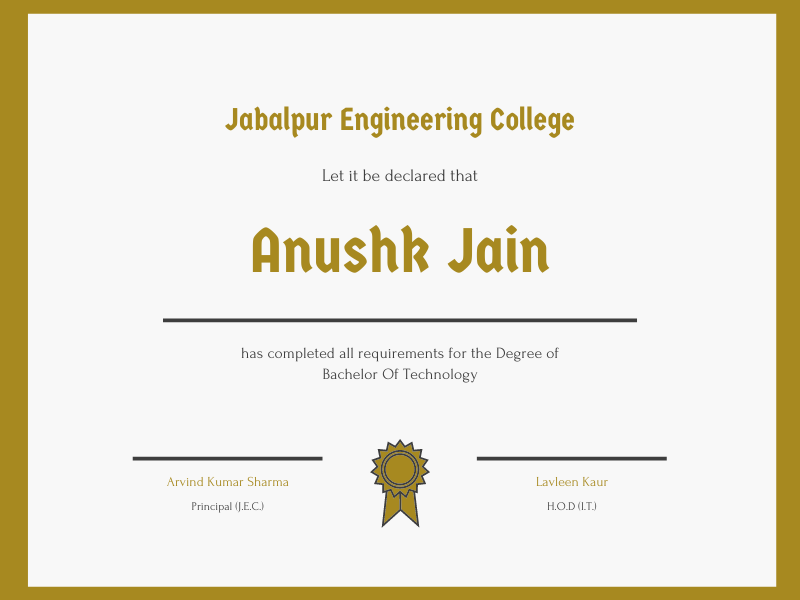 Jabalpur Engineering College
Let it be declared that
Anushk Jain
has completed all requirements for the Degree of
Bachelor Of Technology
Arvind Kumar Sharma
Principal (J.E.C.)
Lavleen Kaur
H.O.D (I.T.)